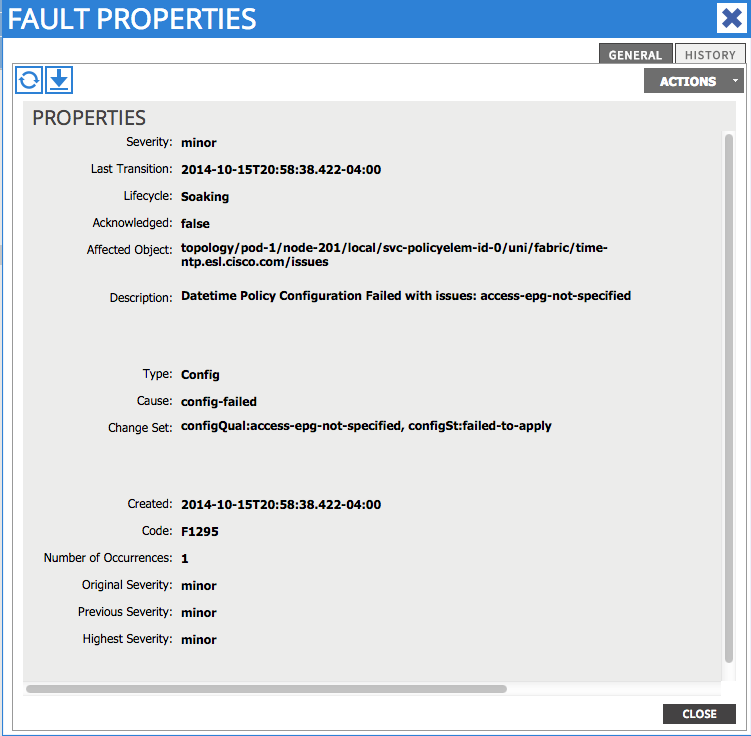 FAULT PROPERTIES
GENERAL HISTORY
ACTIONS
PROPERTIES
Severity: minor
Last Transition: 2014-10-15T20:58:38.422-04:00
Lifecycle: Soaking
Acknowledged: false
Affected Object: topology/pod-1/node-201/local/svc-policyelem-id-0/uni/fabric/time-
ntp.esl.cisco.com/issues
Description: Datetime Policy Configuration Failed with issues: access-epg-not-specified
Type: Config
Cause: config-failed
Change Set: configQual:access-epg-not-specified, configSt:failed-to-apply
Created: 2014-10-15T20:58:38.422-04:00
Code: F1295
Number of Occurrences: 1
Original Severity: minor
Previous Severity: minor
Highest Severity: minor
CLOSE